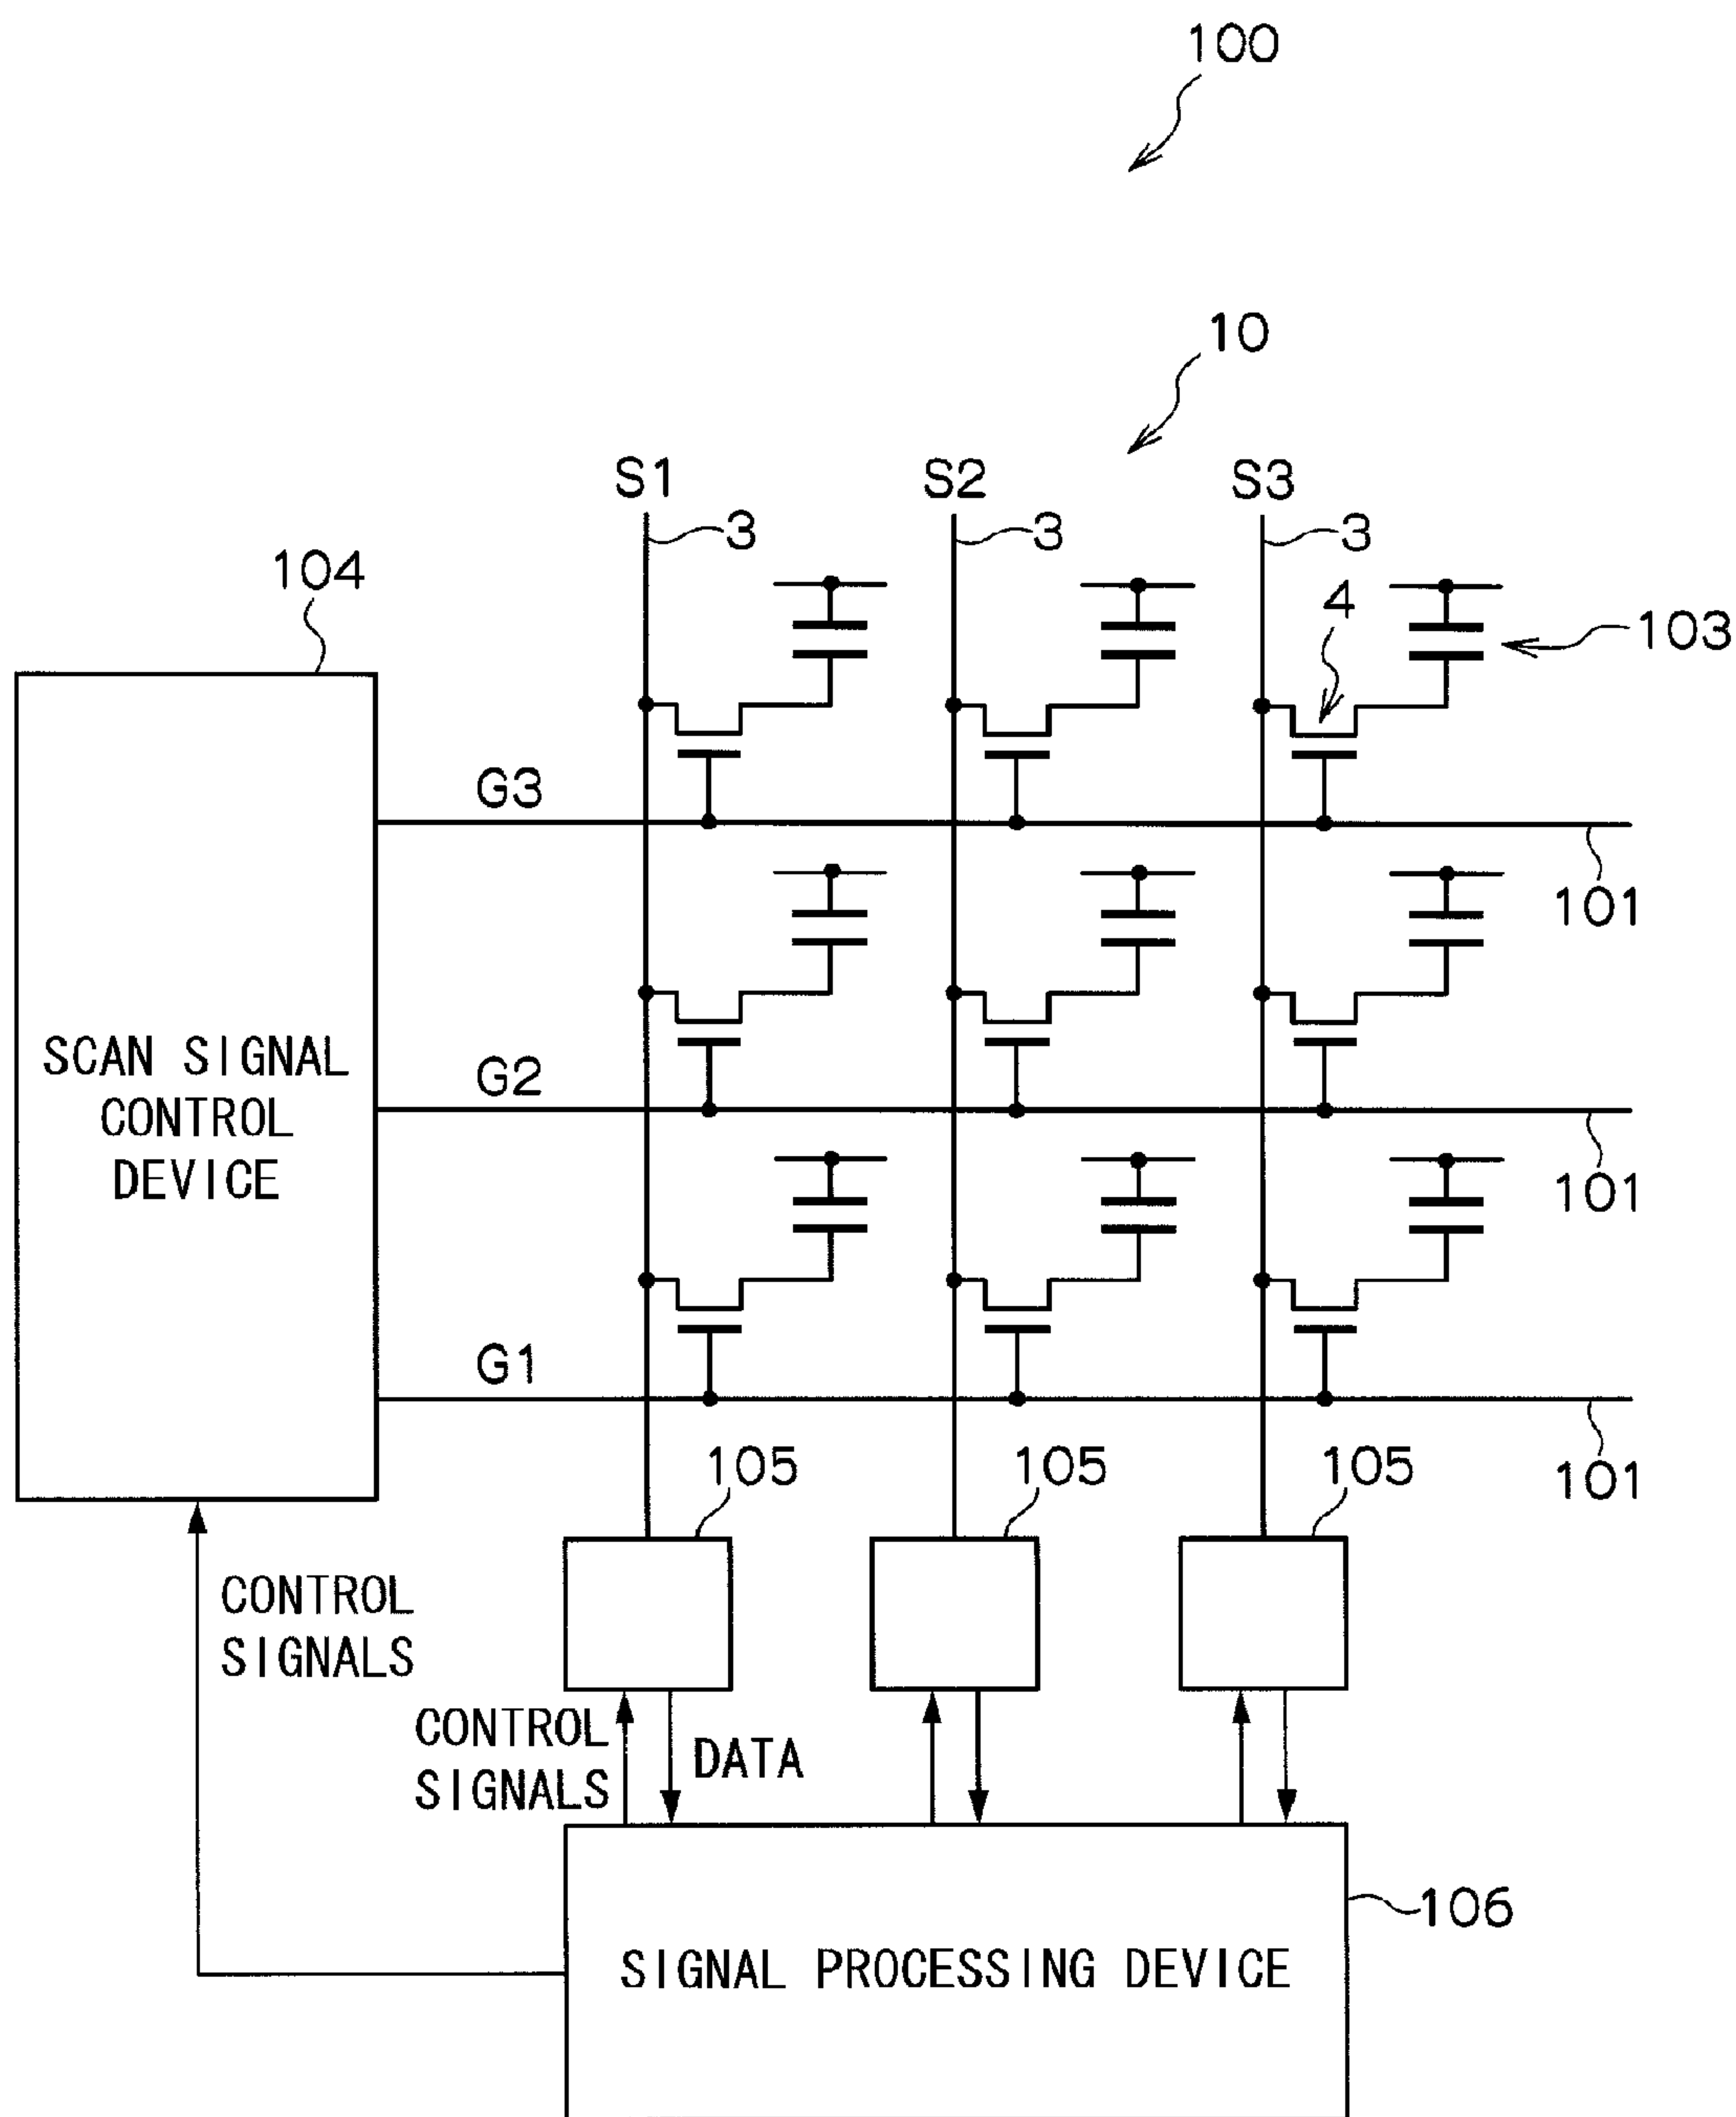 100
10
S1
S2
S3
3
3
3
104
4
103
G3
101
SCAN SIGNAL
CONTROL
DEVICE
G2
101
G1
101
105
105
105
CONTROL
SIGNALS
CONTROL
SIGNALS
DATA
106
SIGNAL PROCESSING DEVICE